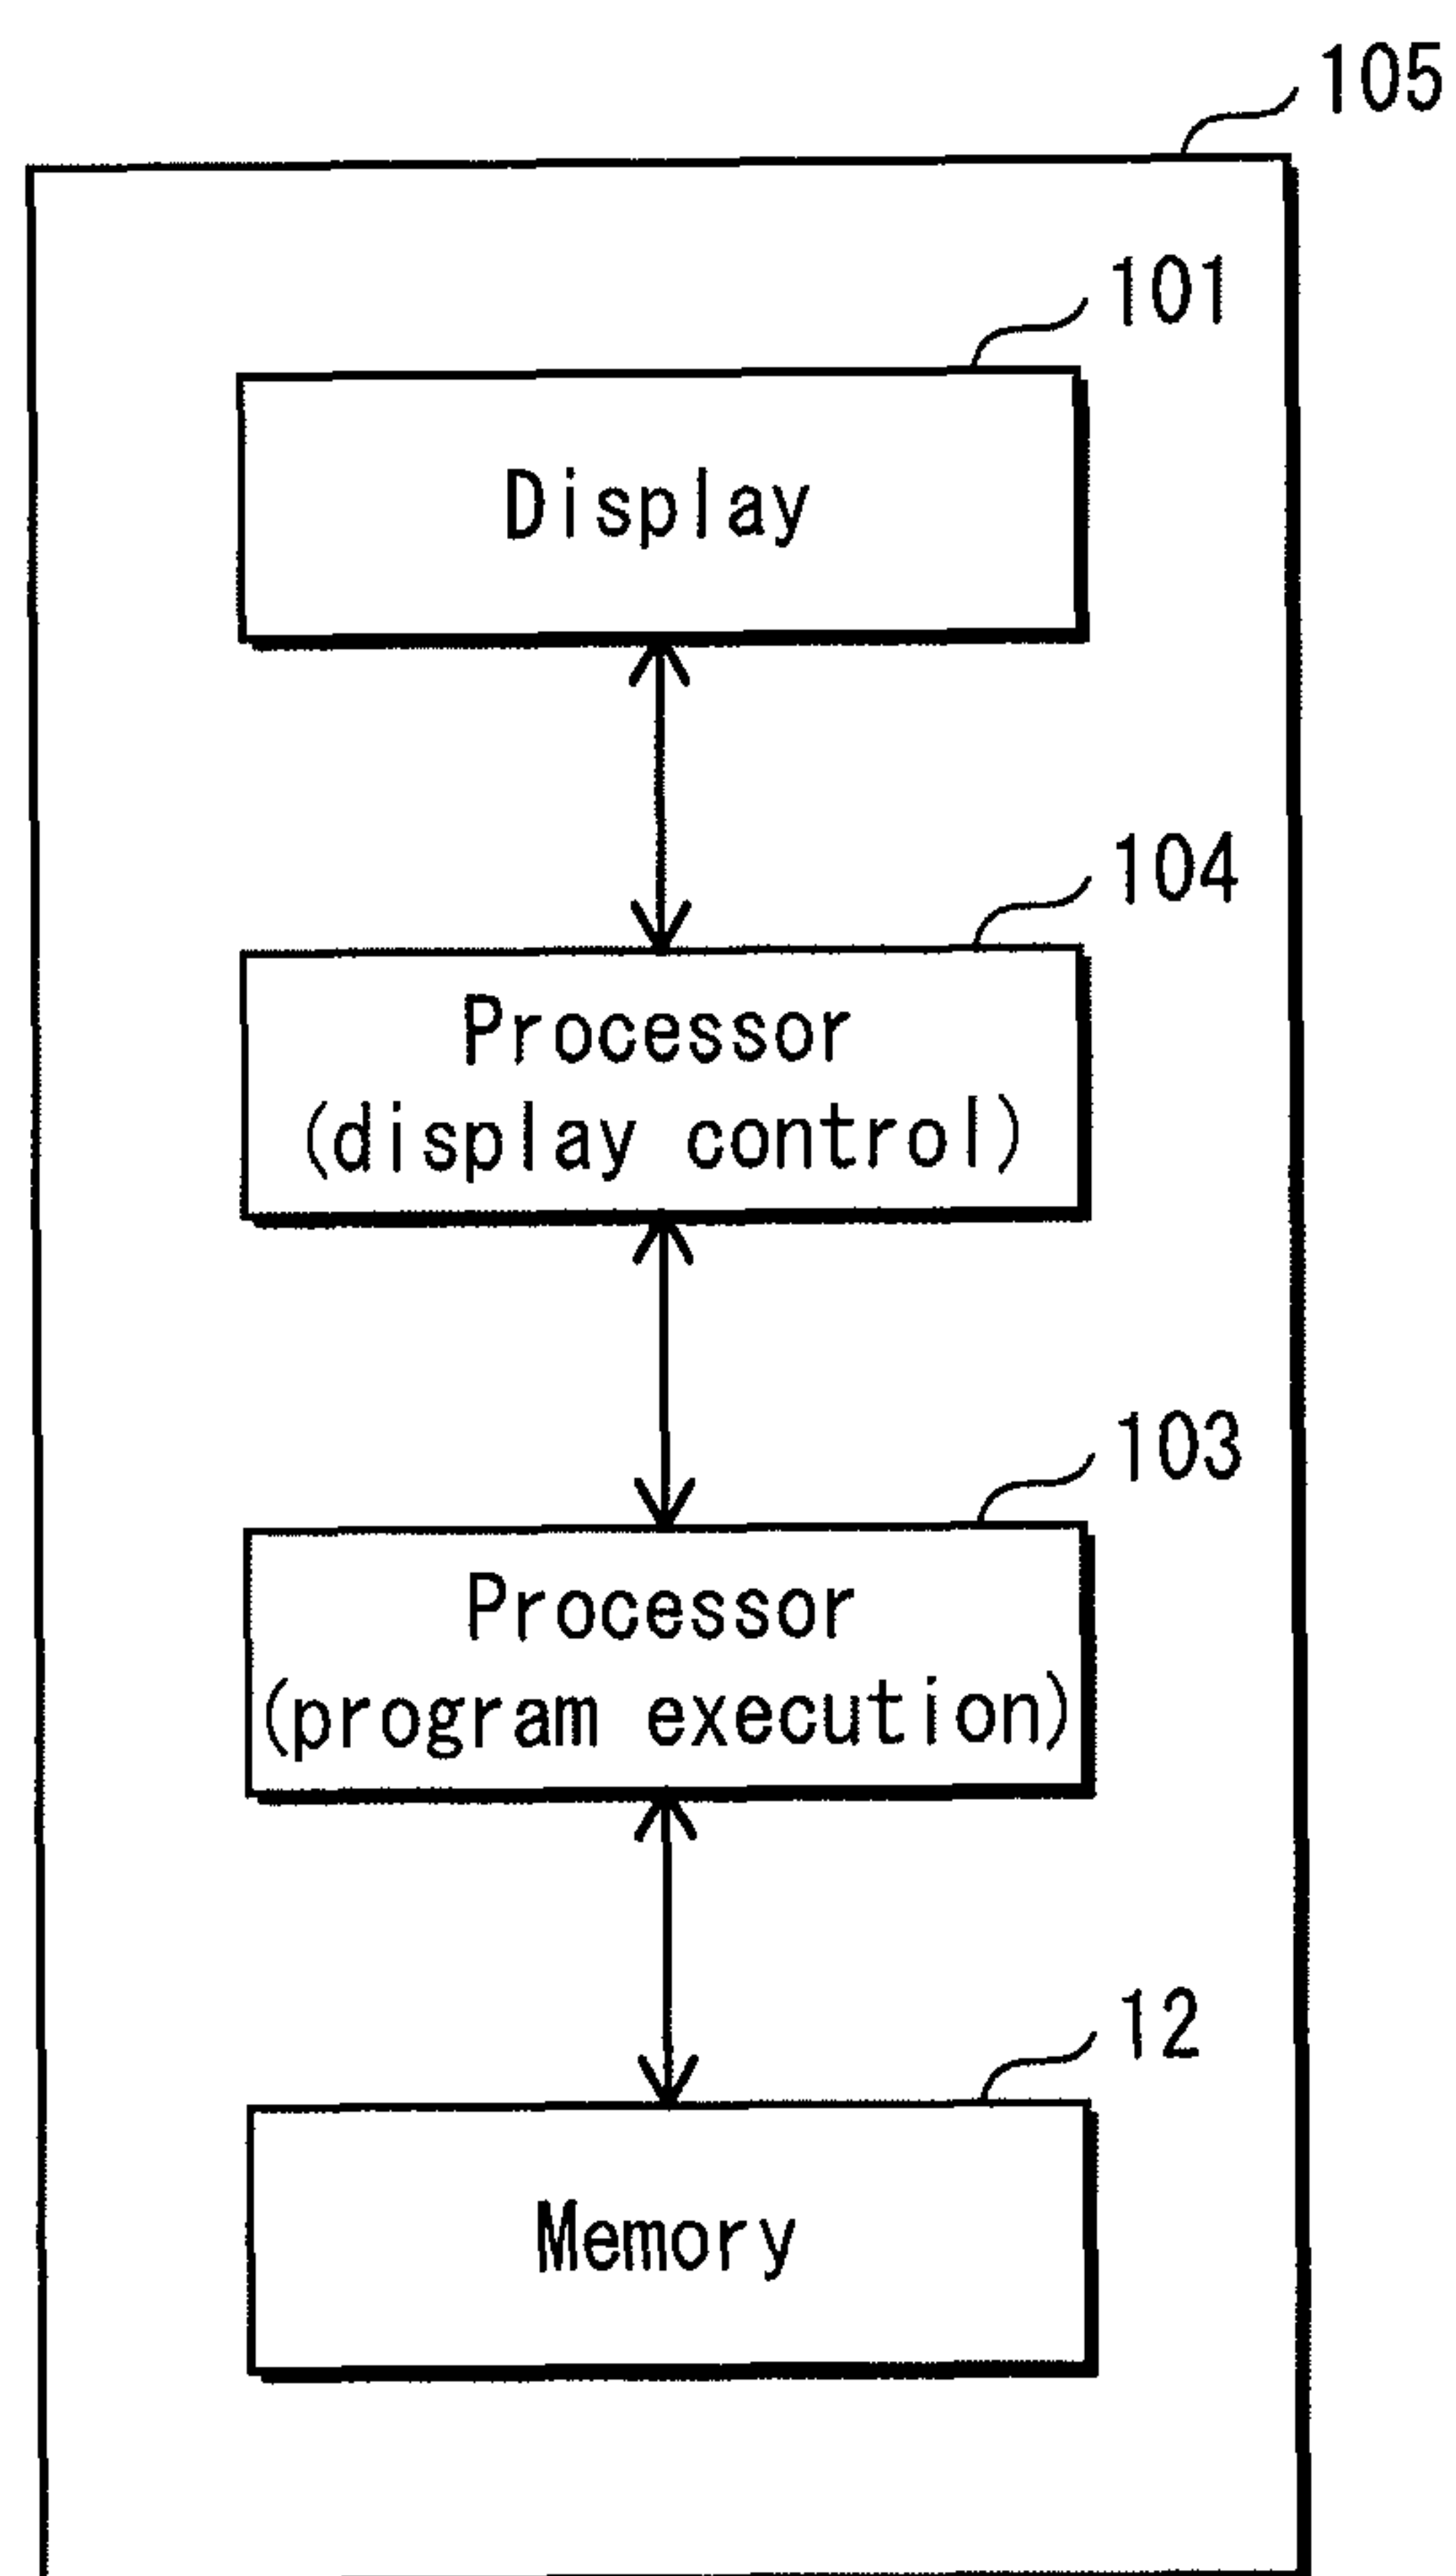 105
101
Display
104
Processor
(display control)
103
Processor
(program execution)
12
Memory